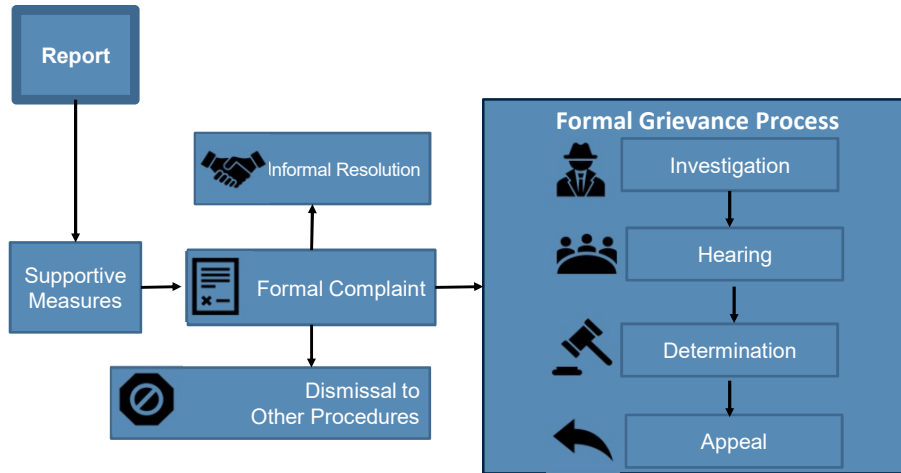 Report
Formal Grievance Process
Investigation
Informal Resolution
Hearing
Supportive
Measures
Formal Complaint
Determination
Dismissal to
Other Procedures
Appeal